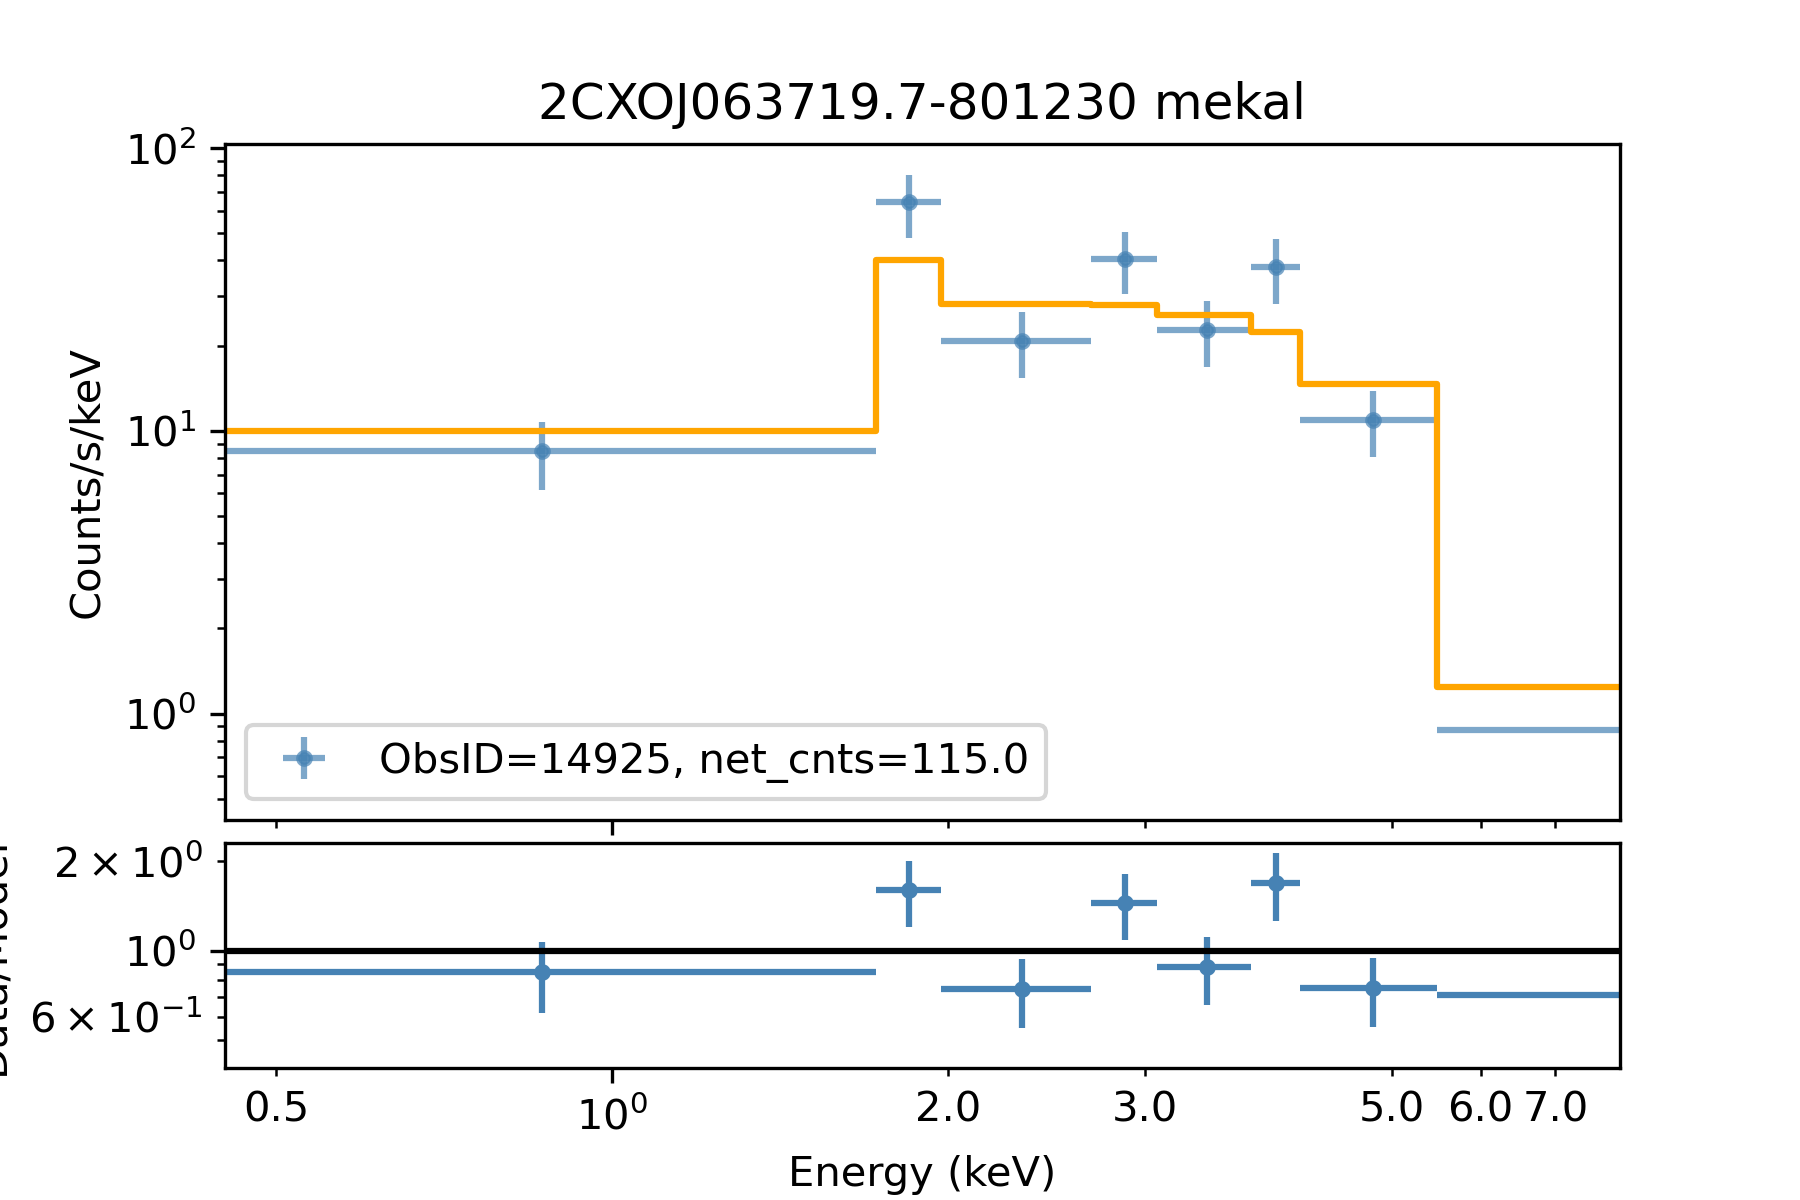 2CXOJ063719.7-801230 mekal
Counts/s/keV
10²
10¹
10⁰
ObsID=14925, net_cnts=115.0
2 × 10⁰
10⁰
6 × 10⁻¹
0.5 10⁰ 2.0 3.0 5.0 6.0 7.0
Energy (keV)